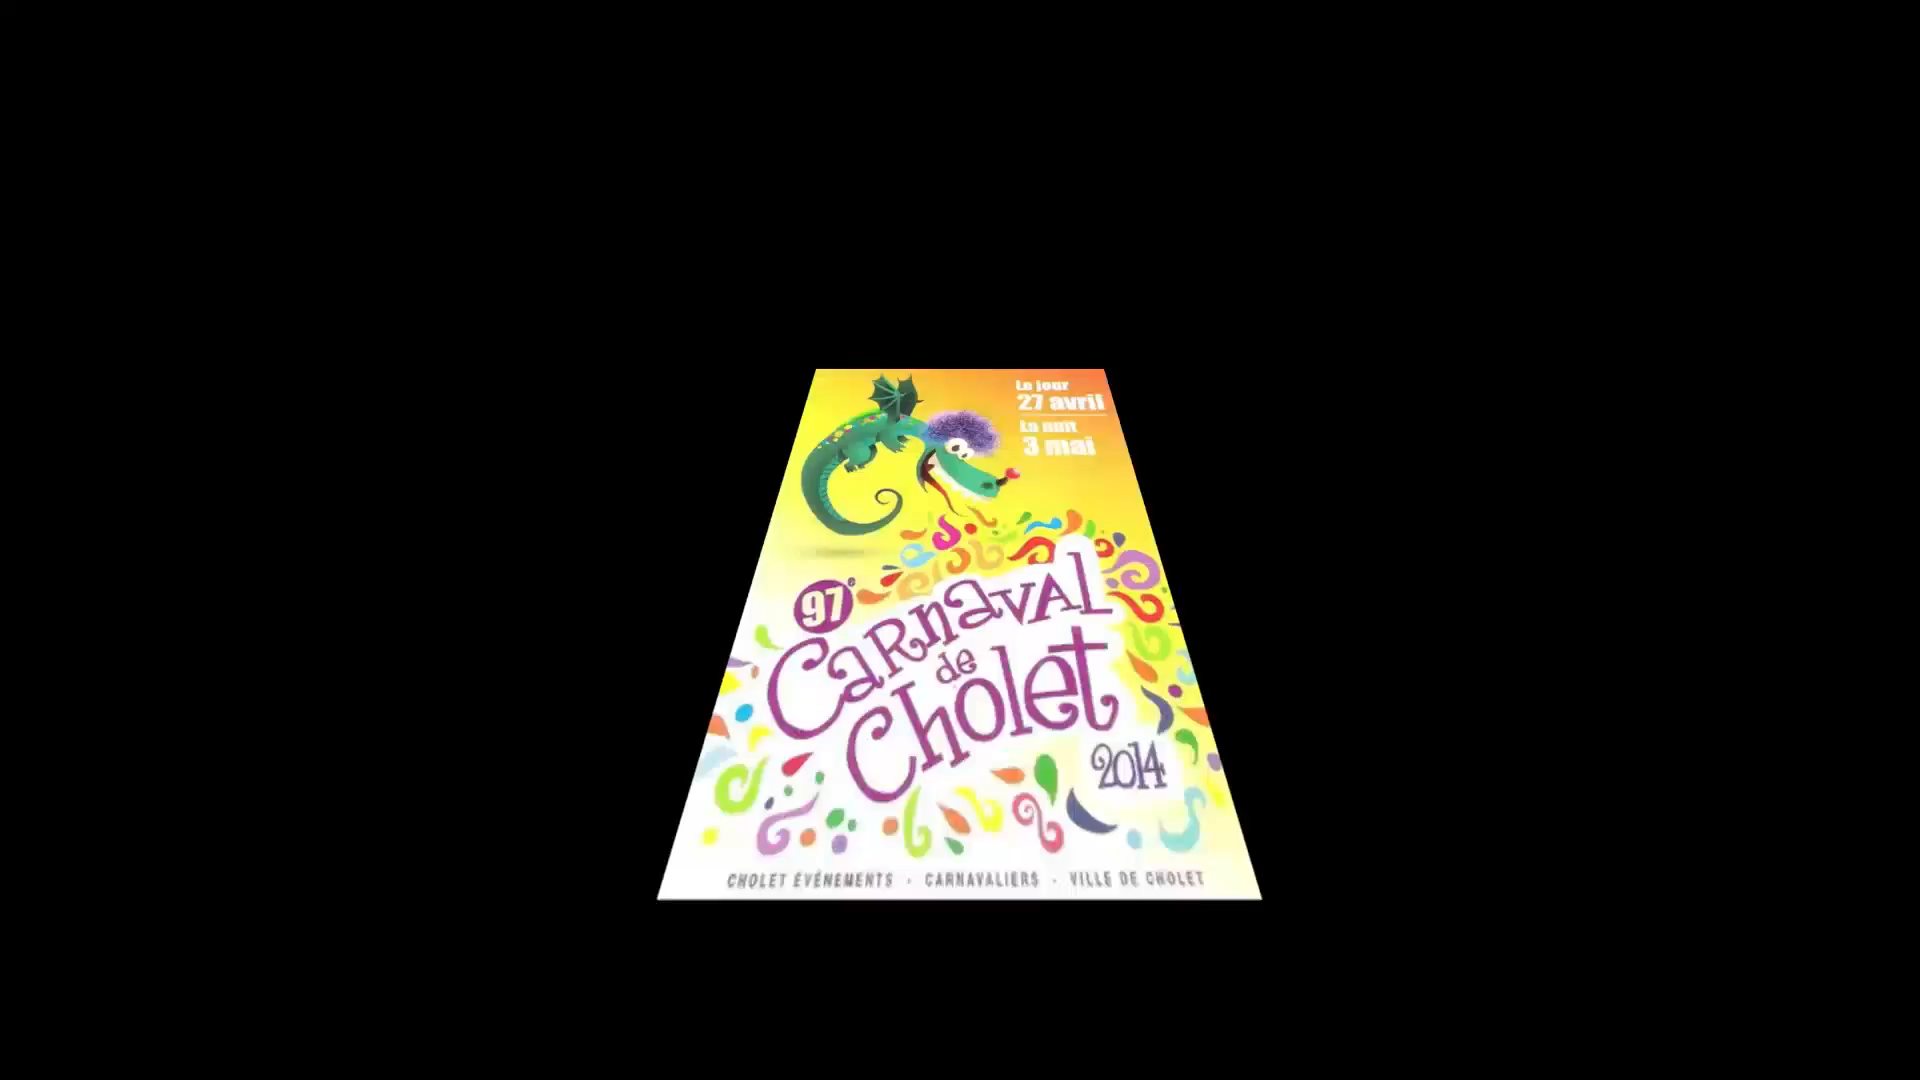 Le jour
27 avril
La nuit
3 mai
97e
Carnaval
de
Cholet
2014
CHOLET ÉVÉNEMENTS - CARNAVALIERS - VILLE DE CHOLET